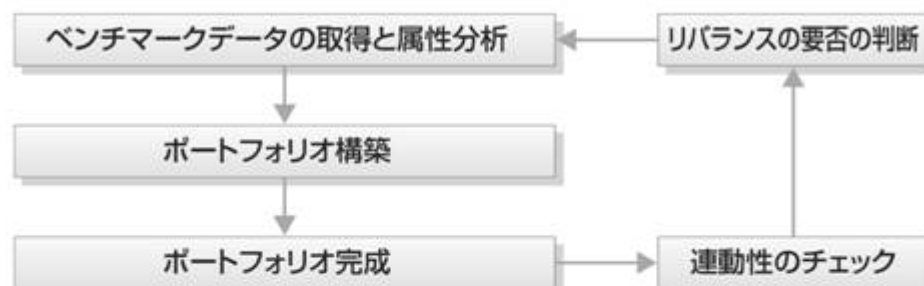 ベンチマークデータの取得と属性分析
リバランスの要否の判断
ポートフォリオ構築
ポートフォリオ完成
連動性のチェック